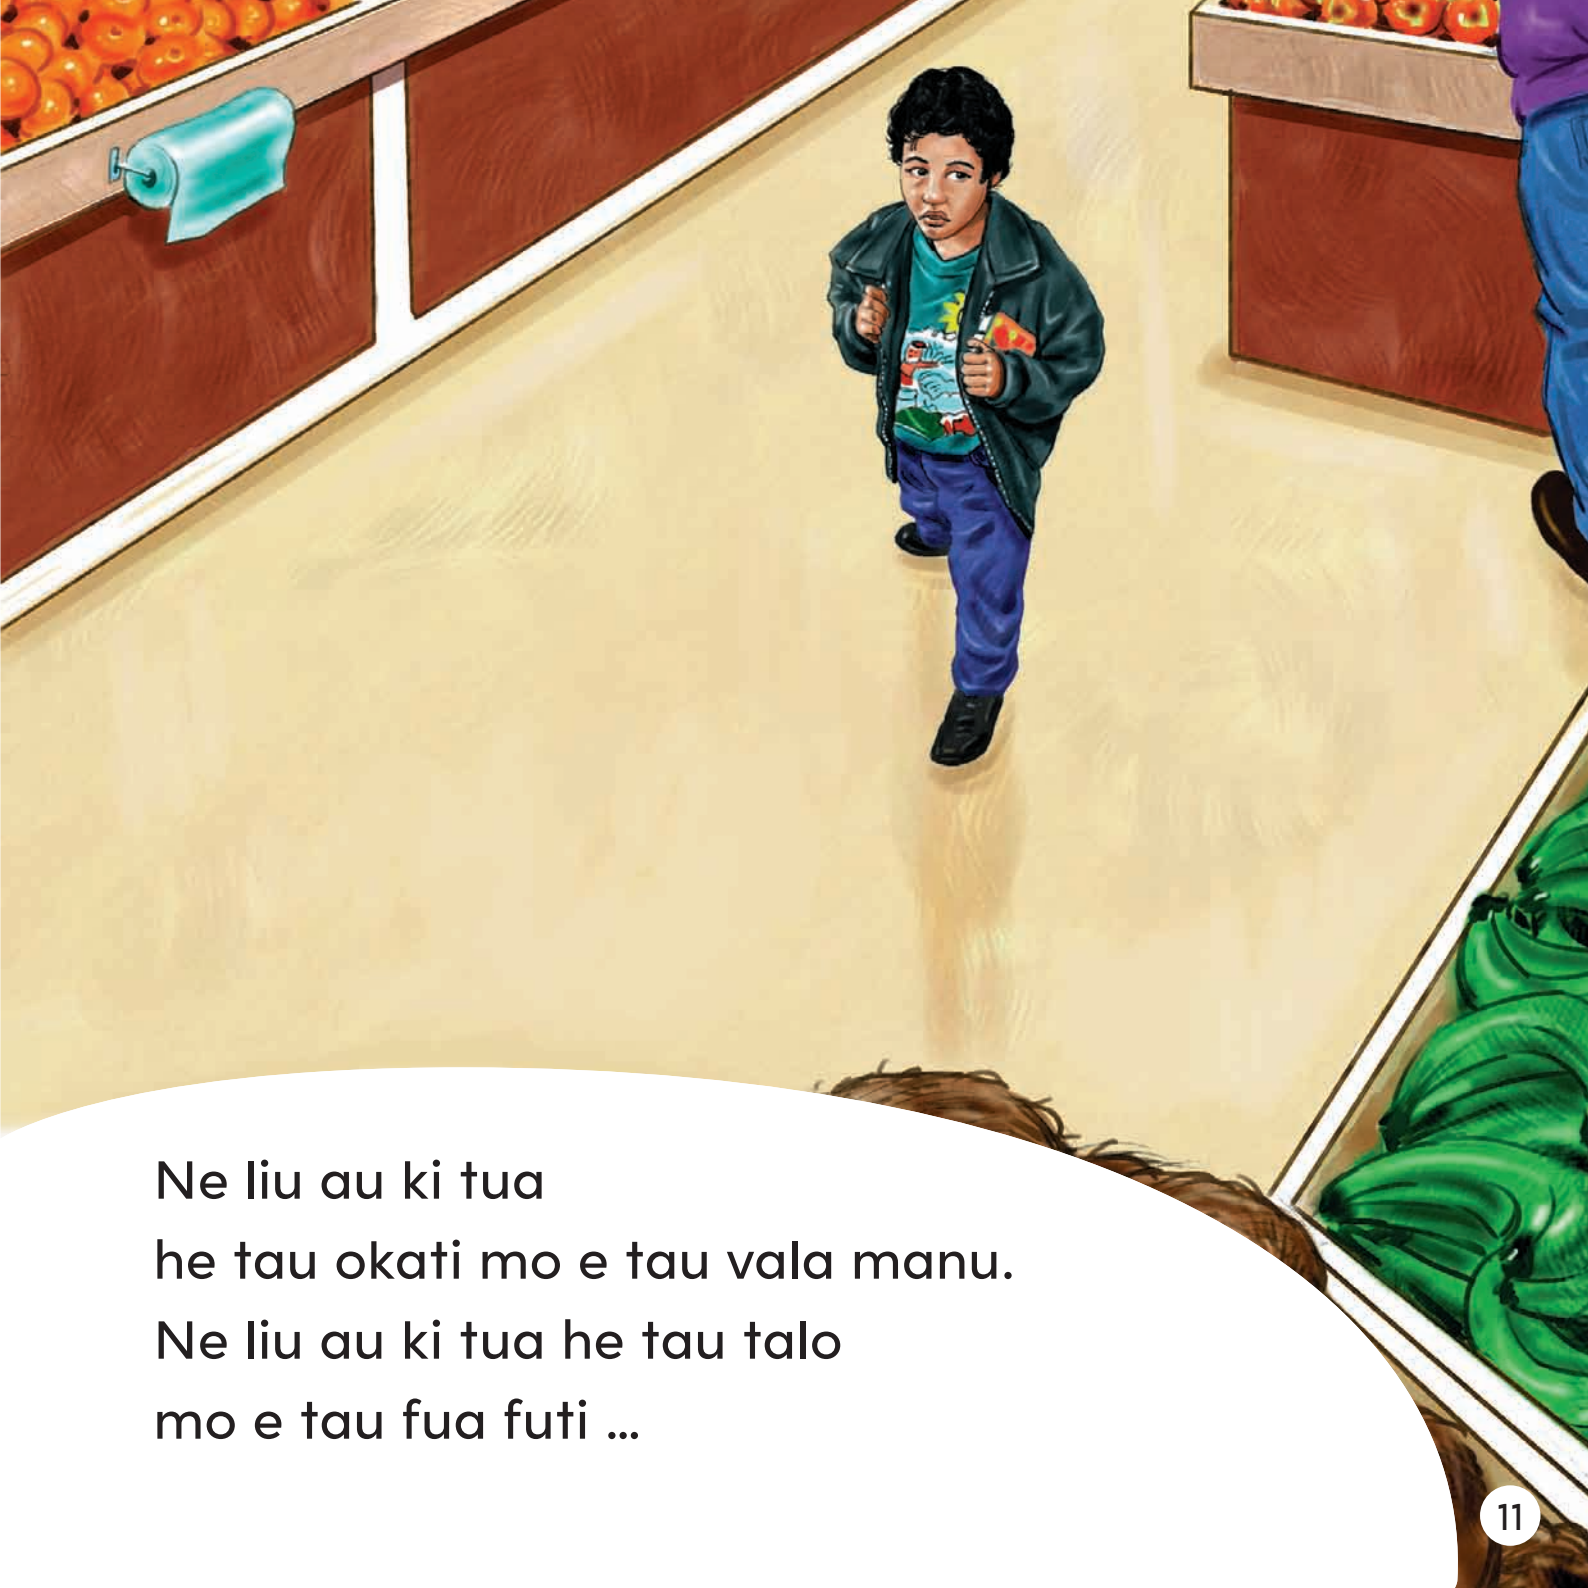 Ne liu au ki tua
he tau okati mo e tau vala manu.
Ne liu au ki tua he tau talo
mo e tau fua futi ...
11